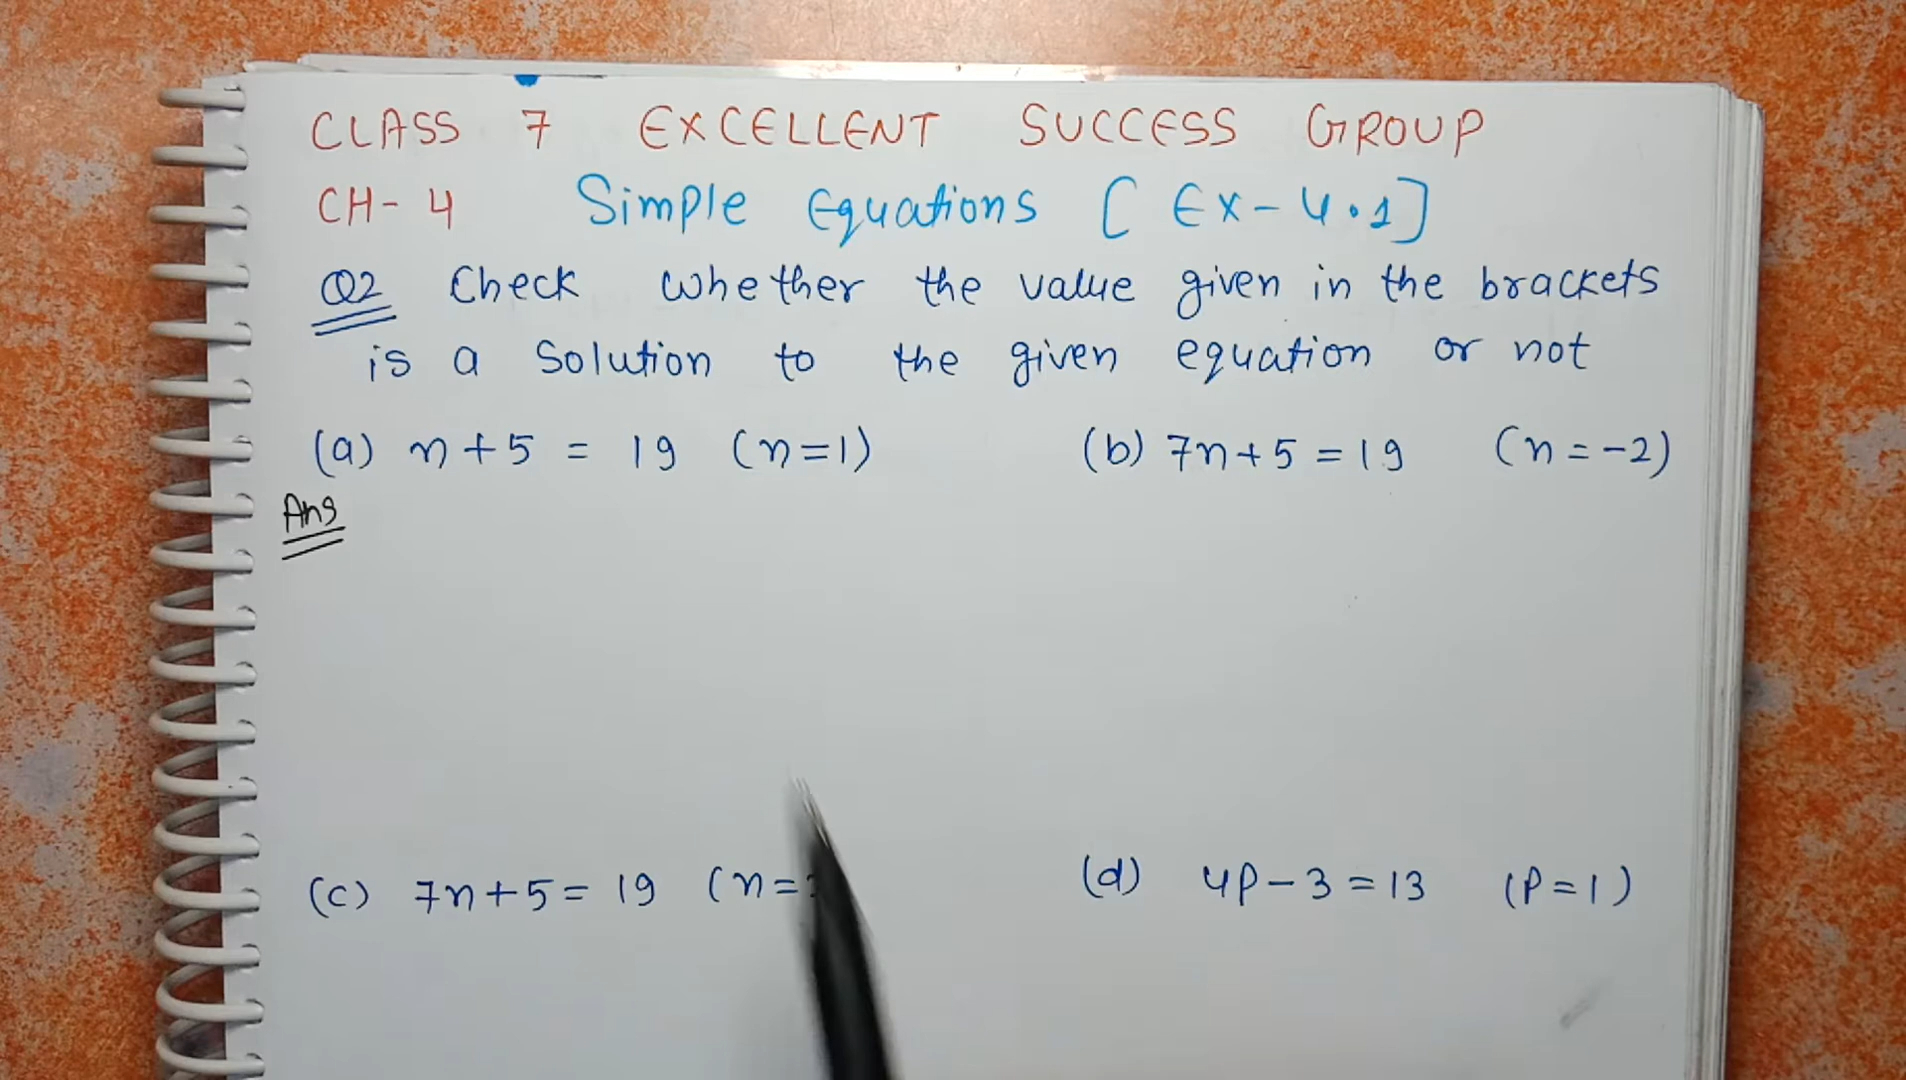 CLASS 7 EXCELLENT SUCCESS GROUP
CH-4 Simple Equations [Ex-4.1]
Q2 Check whether the value given in the brackets
is a solution to the given equation or not
(a) n+5 = 19 (n=1) (b) 7n+5=19 (n=-2)
Ans
(c) 7n+5= 19 (n= (d) 4p-3=13 (P=1)